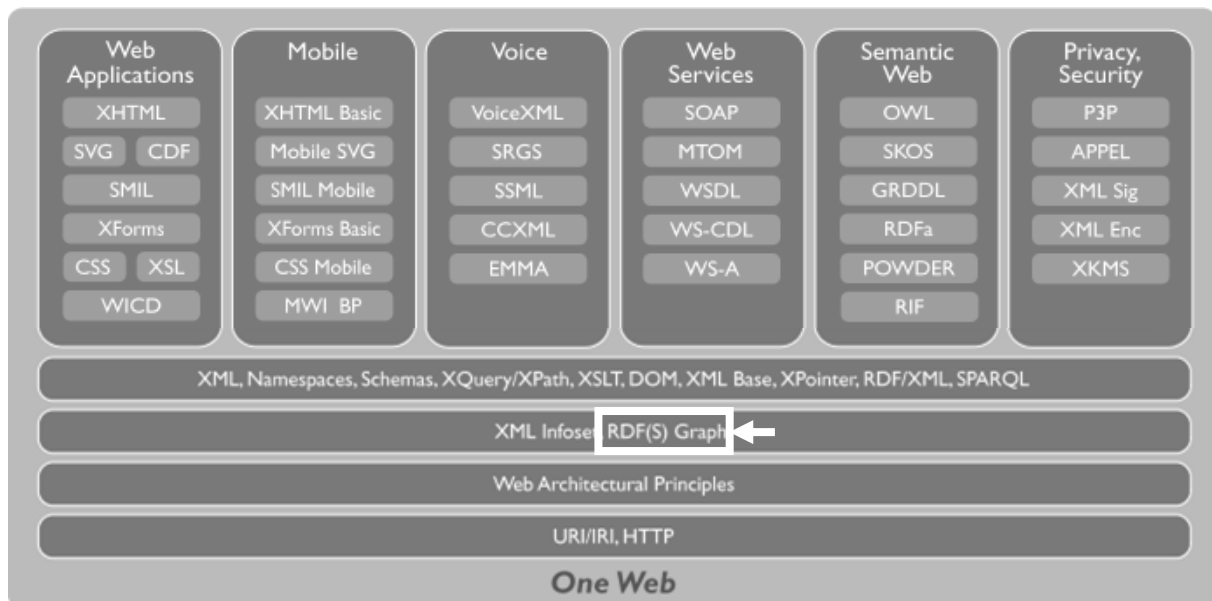 Web
Applications
XHTML
SVG CDF
SMIL
XForms
CSS XSL
WICD
Mobile
XHTML Basic
Mobile SVG
SMIL Mobile
XForms Basic
CSS Mobile
MWI BP
Voice
VoiceXML
SRGS
SSML
CCXML
EMMA
Web
Services
SOAP
MTOM
WSDL
WS-CDL
WS-A
Semantic
Web
OWL
SKOS
GRDDL
RDFa
POWDER
RIF
Privacy,
Security
P3P
APPEL
XML Sig
XML Enc
XKMS
XML, Namespaces, Schemas, XQuery/XPath, XSLT, DOM, XML Base, XPointer, RDF/XML, SPARQL
XML Infoset, RDF(S) Graph
Web Architectural Principles
URI/IRI, HTTP
One Web